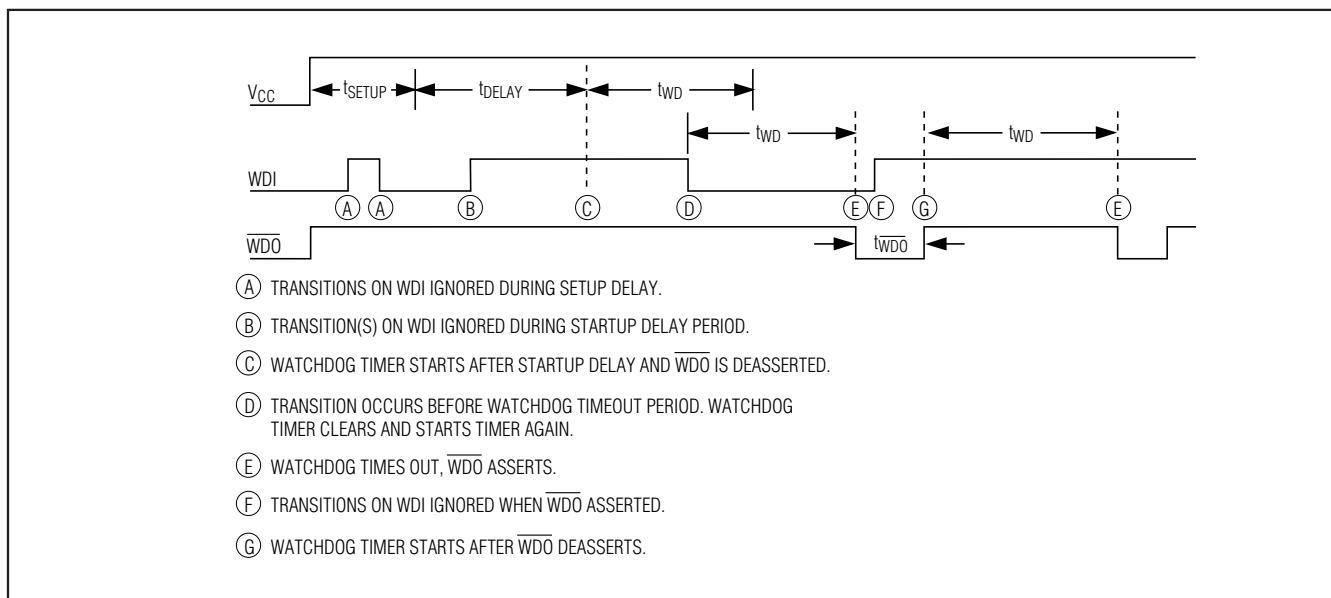 VCC
tSETUP
tDELAY
tWD
tWD
tWD
WDI
A A B C D E F G E
WDO
tWDO
A TRANSITIONS ON WDI IGNORED DURING SETUP DELAY.
B TRANSITION(S) ON WDI IGNORED DURING STARTUP DELAY PERIOD.
C WATCHDOG TIMER STARTS AFTER STARTUP DELAY AND WDO IS DEASSERTED.
D TRANSITION OCCURS BEFORE WATCHDOG TIMEOUT PERIOD. WATCHDOG
TIMER CLEARS AND STARTS TIMER AGAIN.
E WATCHDOG TIMES OUT, WDO ASSERTS.
F TRANSITIONS ON WDI IGNORED WHEN WDO ASSERTED.
G WATCHDOG TIMER STARTS AFTER WDO DEASSERTS.